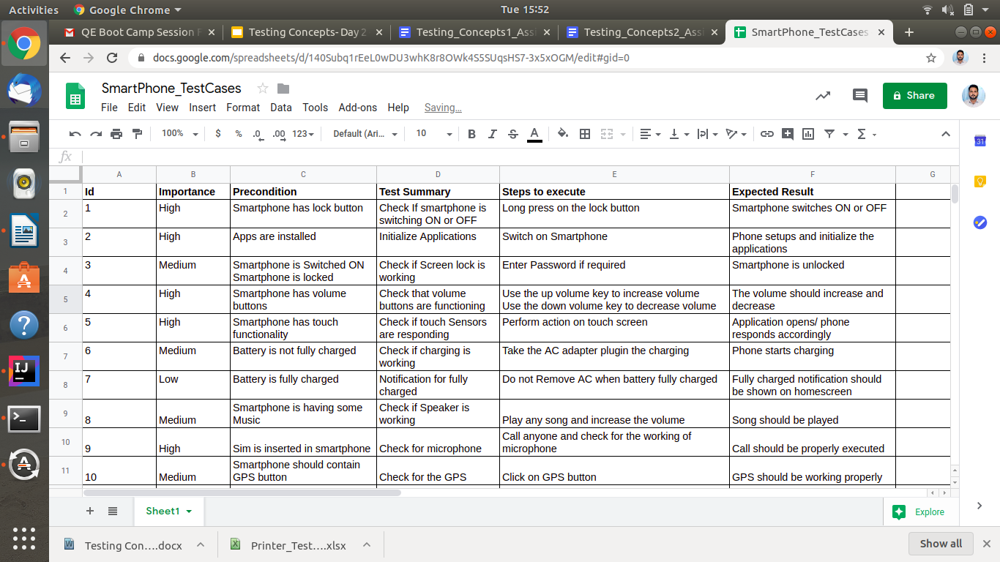 Activities Google Chrome Tue 15:52
QE Boot Camp Session Testing Concepts- Day 2 Testing_Concepts1_Assi Testing_Concepts2_Assi SmartPhone_TestCases
docs.google.com/spreadsheets/d/140Subq1rEeL0wDU3whK8r8OWk4S5SUqsHS7-3x5xOGM/edit#gid=0
SmartPhone_TestCases
File Edit View Insert Format Data Tools Add-ons Help Saving...
Share
100% $ % .0 .00 123 Default (Ari... 10 B I S A
31
fx
A B C D E F G
1 Id Importance Precondition Test Summary Steps to execute Expected Result
2 1 High Smartphone has lock button Check If smartphone is Long press on the lock button Smartphone switches ON or OFF
switching ON or OFF
3 2 High Apps are installed Initialize Applications Switch on Smartphone Phone setups and initialize the
applications
4 3 Medium Smartphone is Switched ON Check if Screen lock is Enter Password if required Smartphone is unlocked
Smartphone is locked working
5 4 High Smartphone has volume Check that volume Use the up volume key to increase volume The volume should increase and
buttons buttons are functioning Use the down volume key to decrease volume decrease
6 5 High Smartphone has touch Check if touch Sensors Perform action on touch screen Application opens/ phone
functionality are responding responds accordingly
7 6 Medium Battery is not fully charged Check if charging is Take the AC adapter plugin the charging Phone starts charging
working
8 7 Low Battery is fully charged Notification for fully Do not Remove AC when battery fully charged Fully charged notification should
charged be shown on homescreen
9 Smartphone is having some Check if Speaker is
8 Medium Music working Play any song and increase the volume Song should be played
10 Call anyone and check for the working of
9 High Sim is inserted in smartphone Check for microphone microphone Call should be properly executed
11 Smartphone should contain
10 Medium GPS button Check for the GPS Click on GPS button GPS should be working properly
Sheet1 Explore
Testing Con....docx Printer_Test....xlsx Show all
IJ